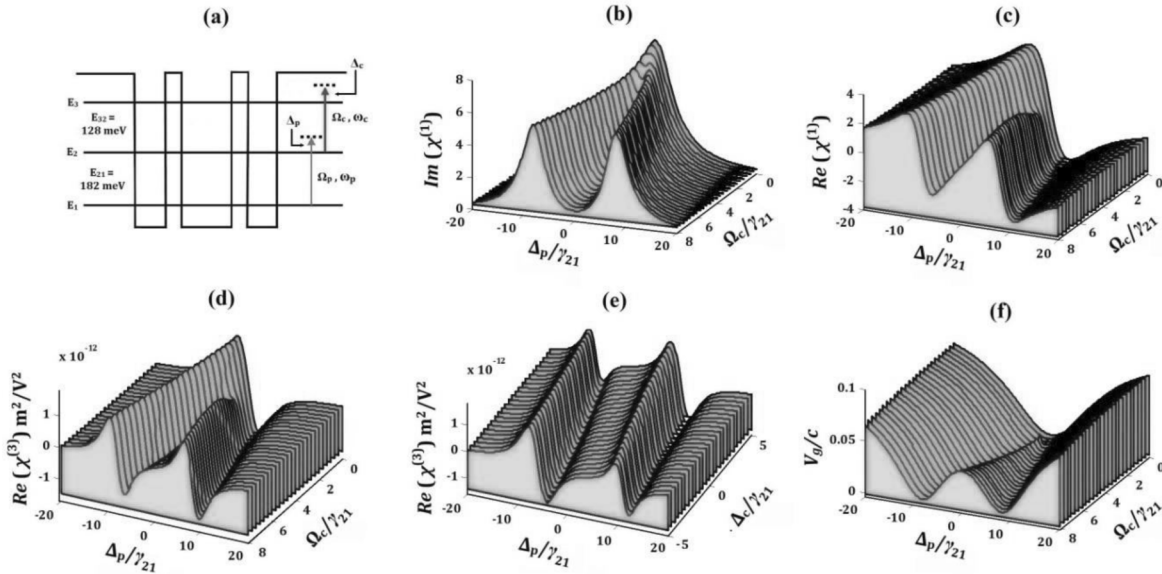 (a)
E₃
E₃₂ =
128 meV
E₂
E₂₁ =
182 meV
E₁
Δc
Δp
Ωc , ωc
Ωp , ωp
(b)
Im (χ⁽¹⁾)
8
6
4
2
0
-20
-10
0
10
20
Δp/γ₂₁
0
2
4
6
8
Ωc/γ₂₁
(c)
Re (χ⁽¹⁾)
4
2
0
-2
-4
-20
-10
0
10
20
Δp/γ₂₁
0
2
4
6
8
Ωc/γ₂₁
(d)
x 10⁻¹²
Re (χ⁽³⁾) m²/V²
1
0
-1
-20
-10
0
10
20
Δp/γ₂₁
0
2
4
6
8
Ωc/γ₂₁
(e)
x 10⁻¹²
Re (χ⁽³⁾) m²/V²
1
0
-1
-20
-10
0
10
20
Δp/γ₂₁
5
0
-5
. Δc/γ₂₁
(f)
Vg/c
0.1
0.05
0
-20
-10
0
10
20
Δp/γ₂₁
0
2
4
6
8
Ωc/γ₂₁